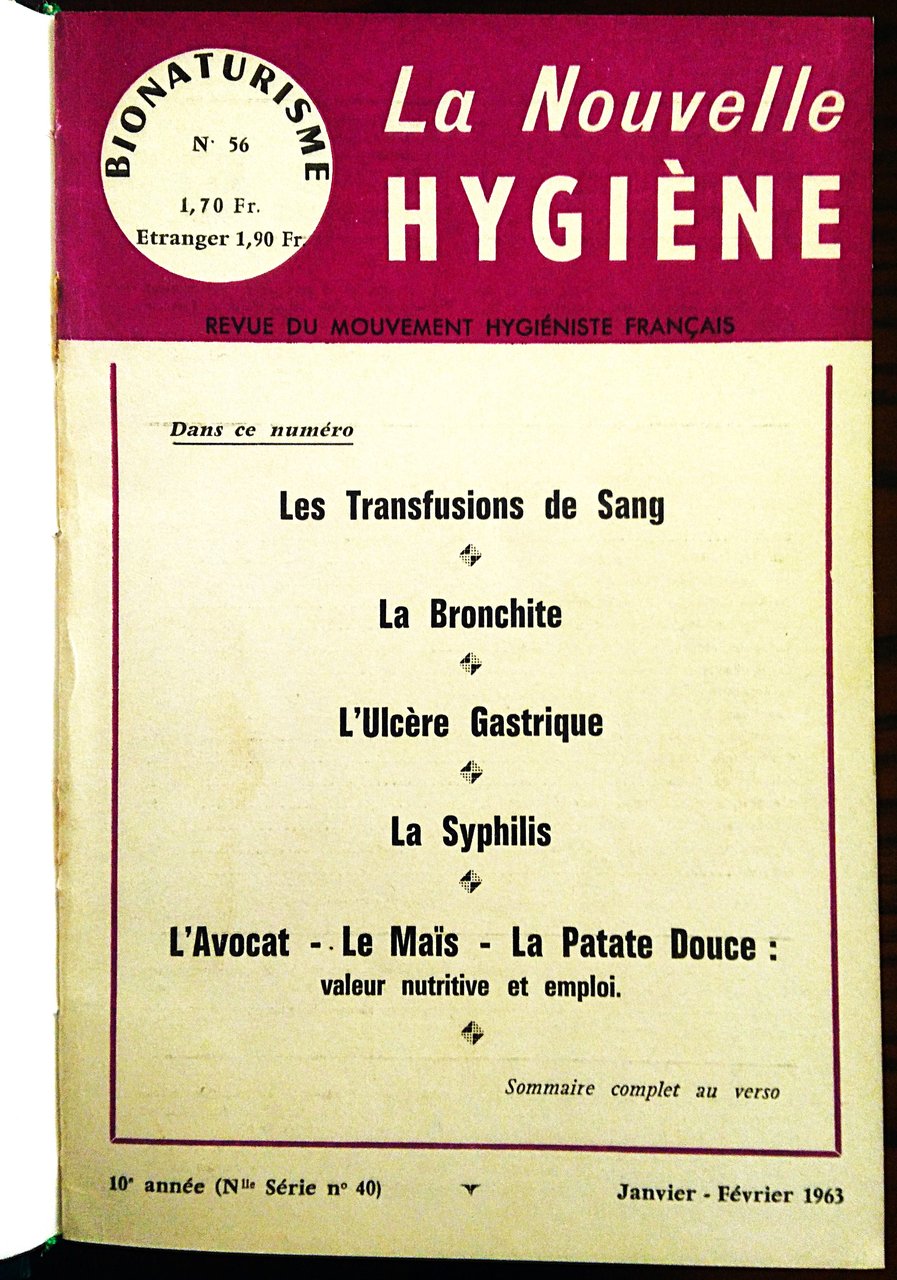 BIONATURISME
N° 56
1,70 Fr.
Etranger 1,90 Fr.
La Nouvelle
HYGIÈNE
REVUE DU MOUVEMENT HYGIÉNISTE FRANÇAIS
Dans ce numéro
Les Transfusions de Sang
La Bronchite
L'Ulcère Gastrique
La Syphilis
L'Avocat - Le Maïs - La Patate Douce :
valeur nutritive et emploi.
Sommaire complet au verso
10e année (Nlle Série n° 40)
Janvier - Février 1963